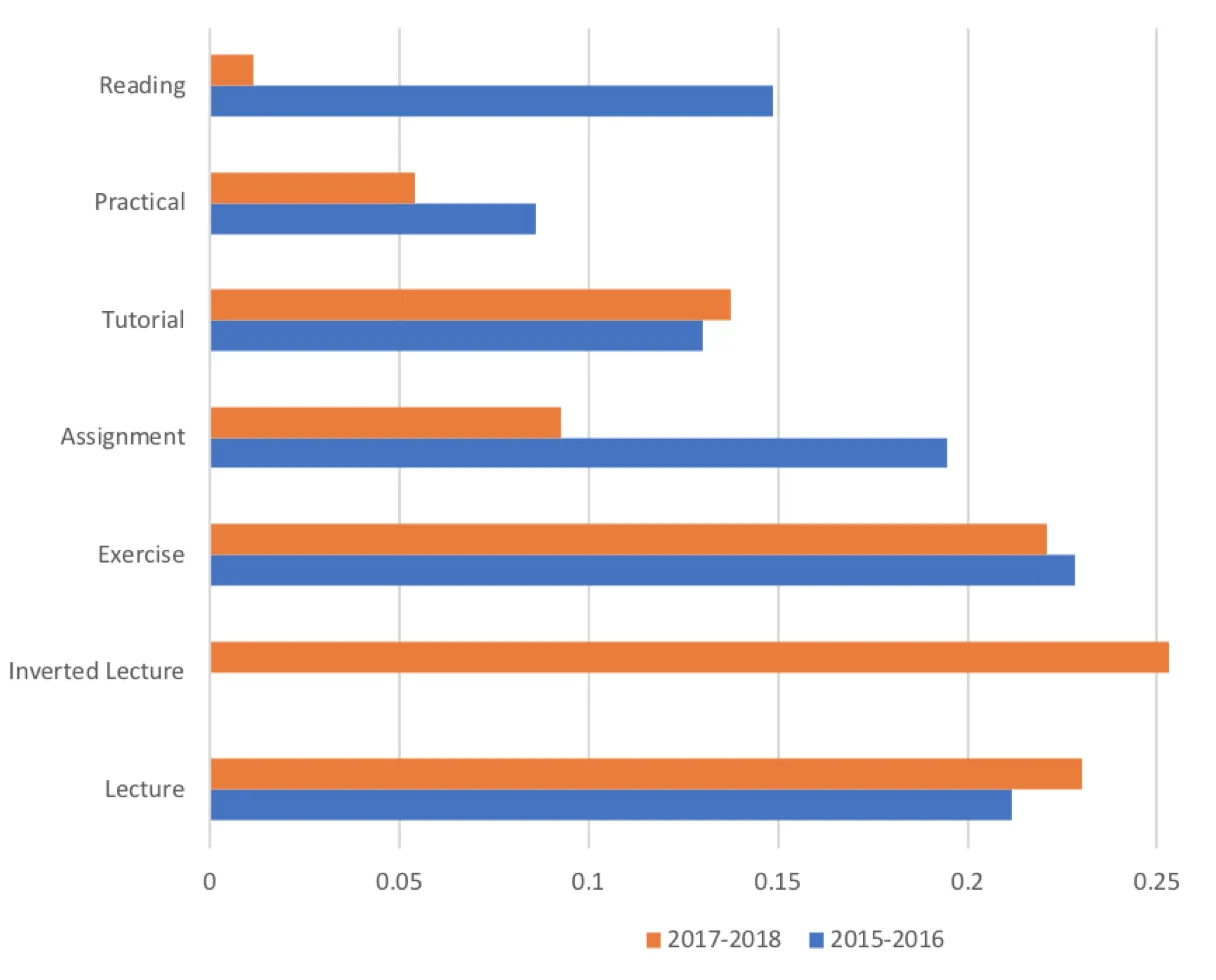 Reading
Practical
Tutorial
Assignment
Exercise
Inverted Lecture
Lecture
0 0.05 0.1 0.15 0.2 0.25
2017-2018 2015-2016